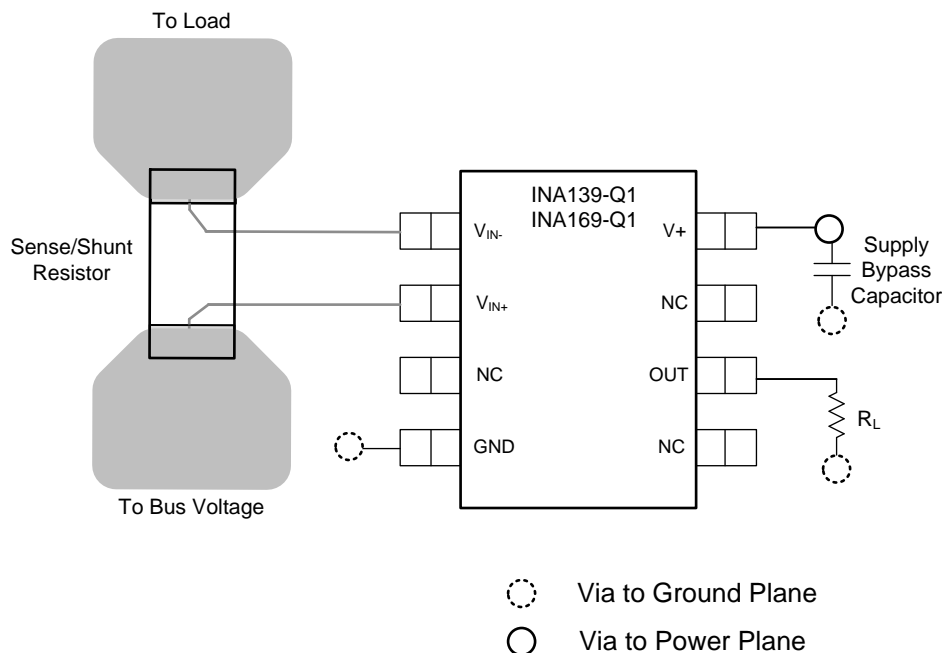 To Load
INA139-Q1
INA169-Q1
Sense/Shunt
Resistor
VIN-
V+
Supply
Bypass
Capacitor
VIN+
NC
NC
OUT
RL
GND
NC
To Bus Voltage
Via to Ground Plane
Via to Power Plane